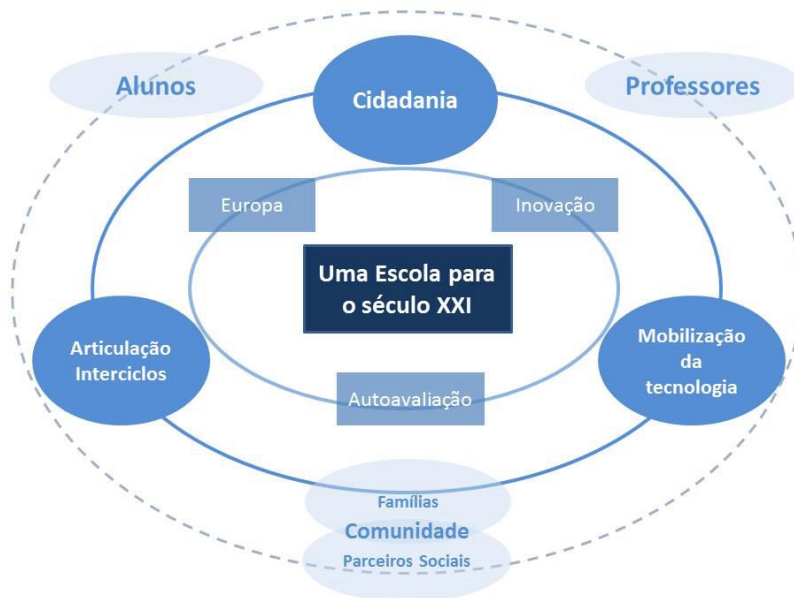 Alunos
Professores
Cidadania
Europa
Inovação
Uma Escola para
o século XXI
Articulação
Interciclos
Mobilização
da
tecnologia
Autoavaliação
Famílias
Comunidade
Parceiros Sociais